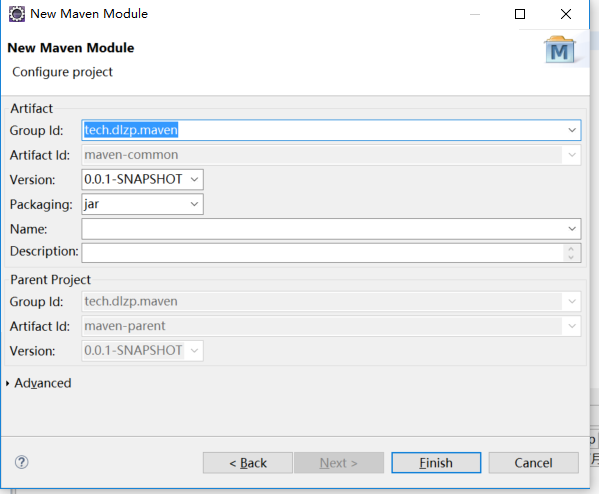 New Maven Module
New Maven Module
Configure project
M
Artifact
Group Id: tech.dlzp.maven
Artifact Id: maven-common
Version: 0.0.1-SNAPSHOT
Packaging: jar
Name:
Description:
Parent Project
Group Id: tech.dlzp.maven
Artifact Id: maven-parent
Version: 0.0.1-SNAPSHOT
Advanced
? < Back Next > Finish Cancel